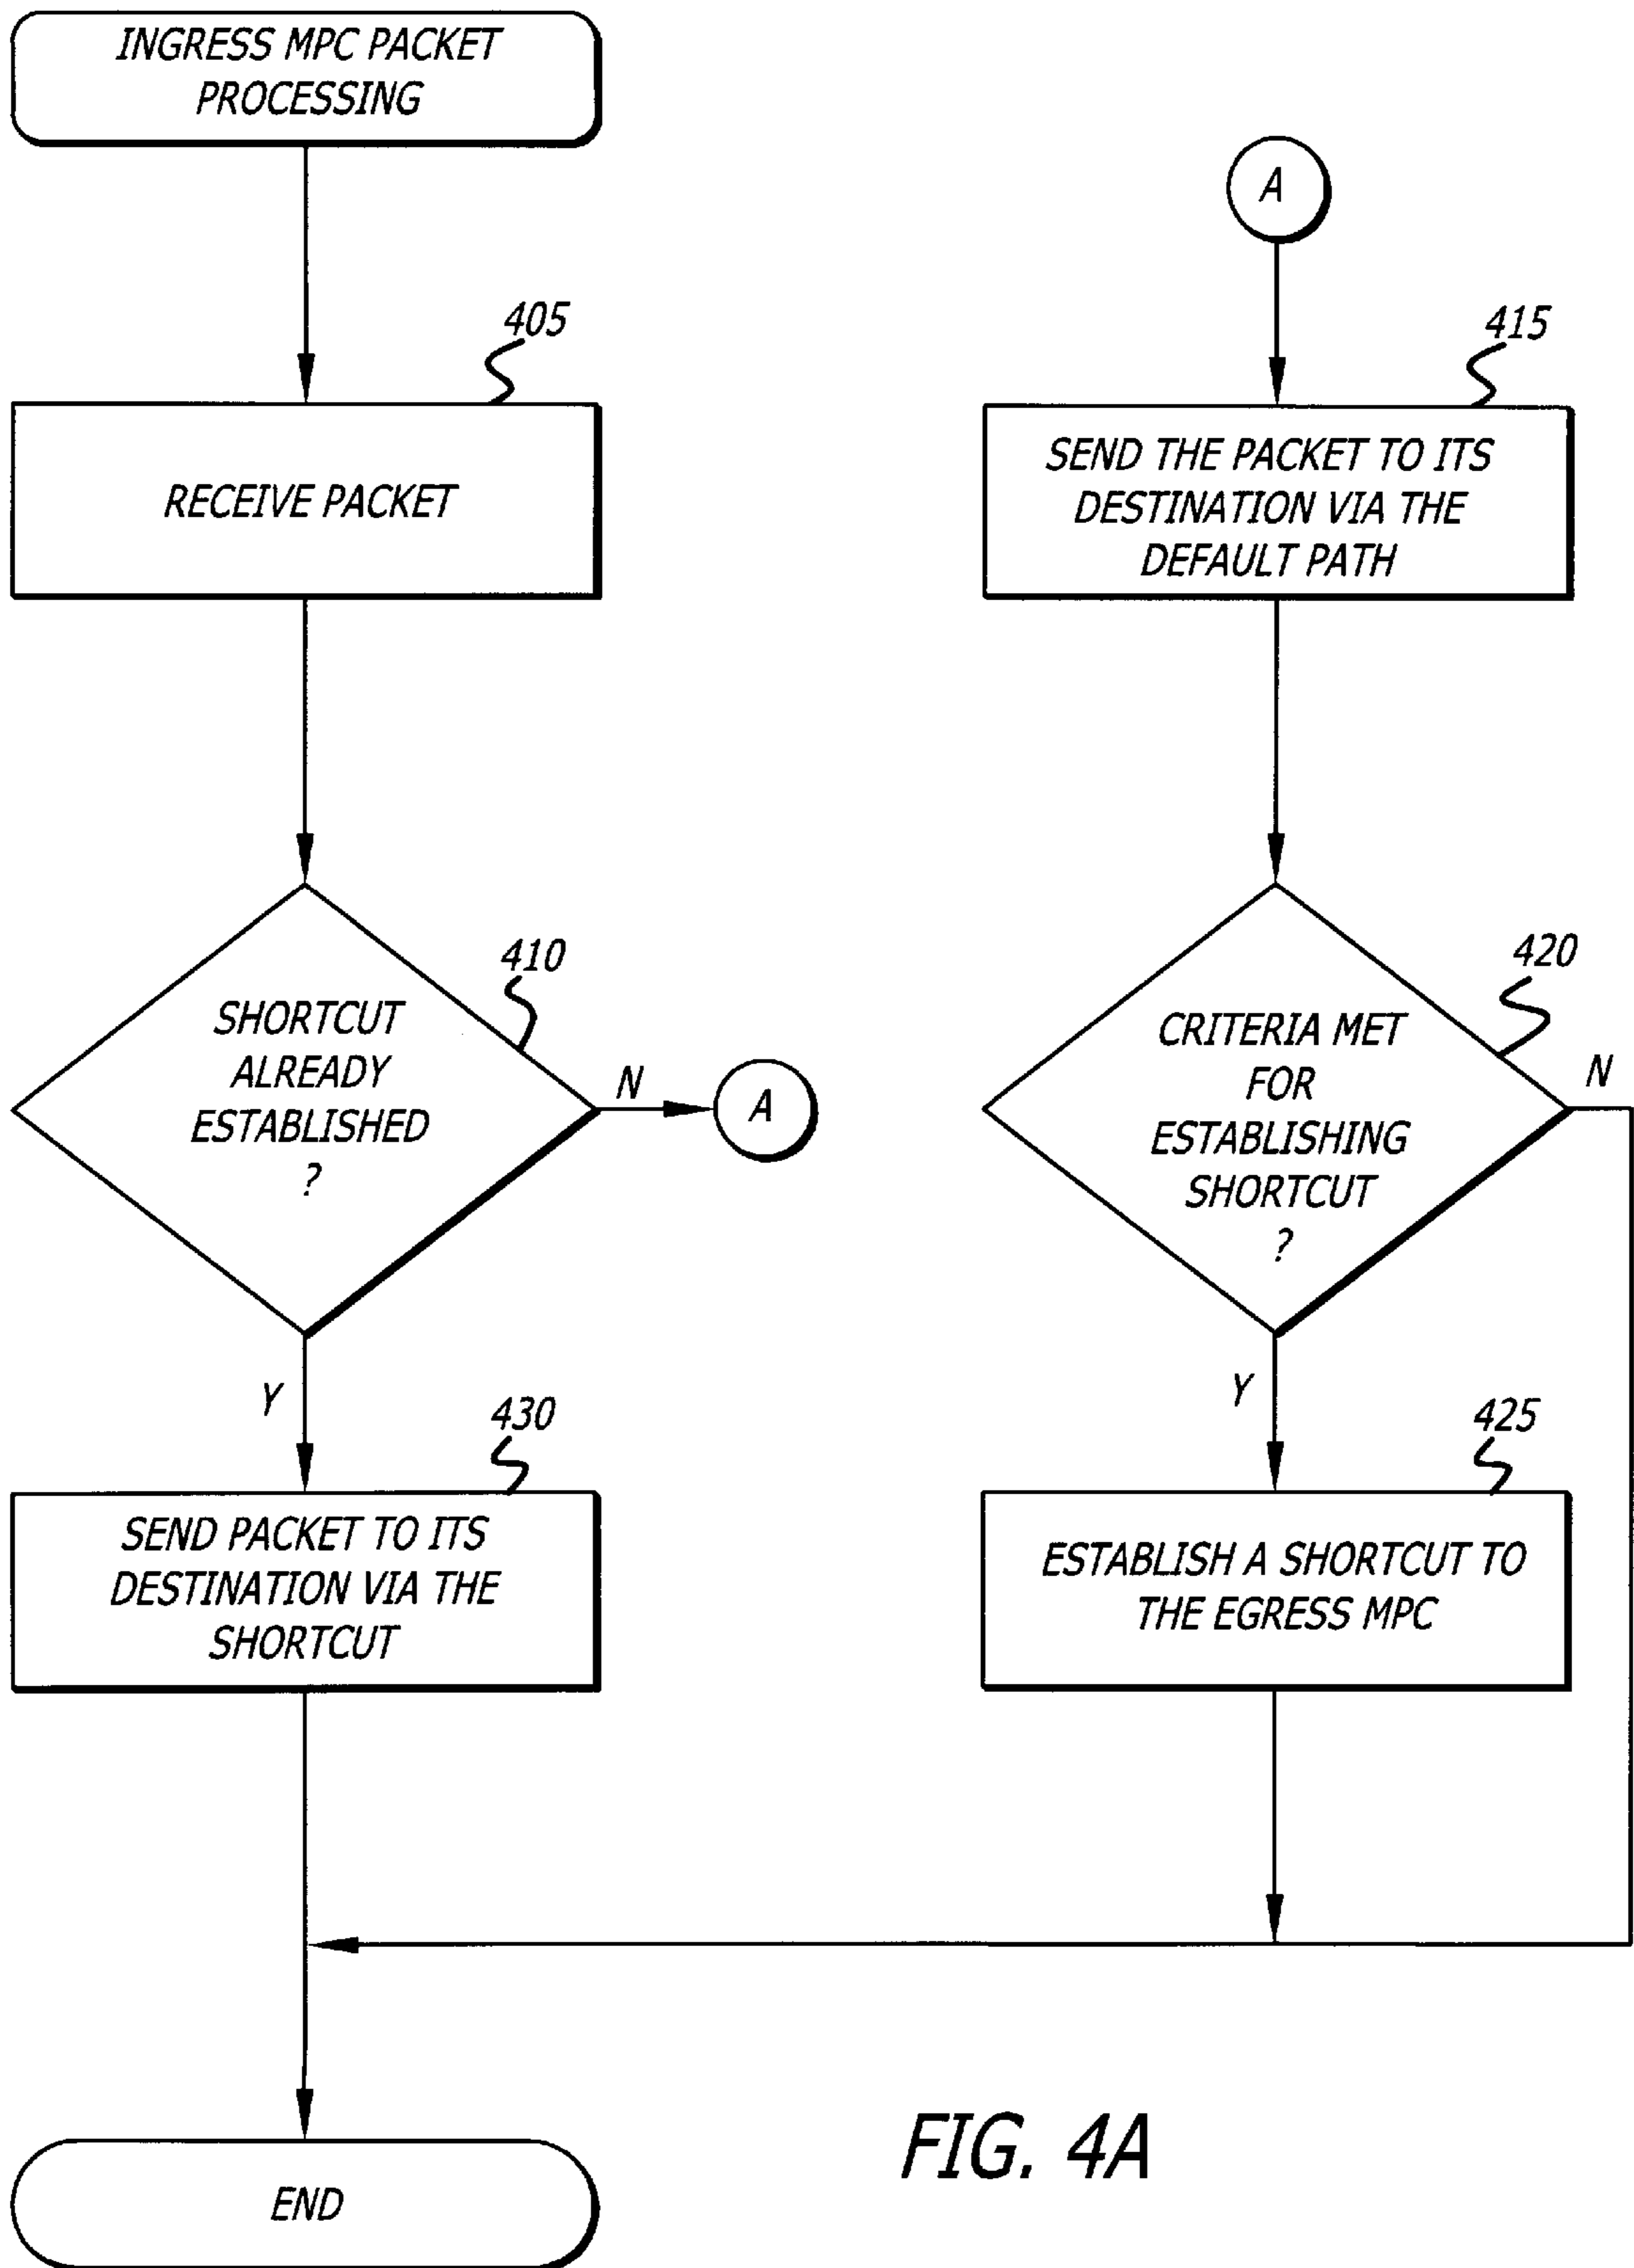 INGRESS MPC PACKET
PROCESSING
405
RECEIVE PACKET
410
SHORTCUT
ALREADY
ESTABLISHED
?
N
A
Y
430
SEND PACKET TO ITS
DESTINATION VIA THE
SHORTCUT
END
A
415
SEND THE PACKET TO ITS
DESTINATION VIA THE
DEFAULT PATH
420
CRITERIA MET
FOR
ESTABLISHING
SHORTCUT
?
N
Y
425
ESTABLISH A SHORTCUT TO
THE EGRESS MPC
FIG. 4A